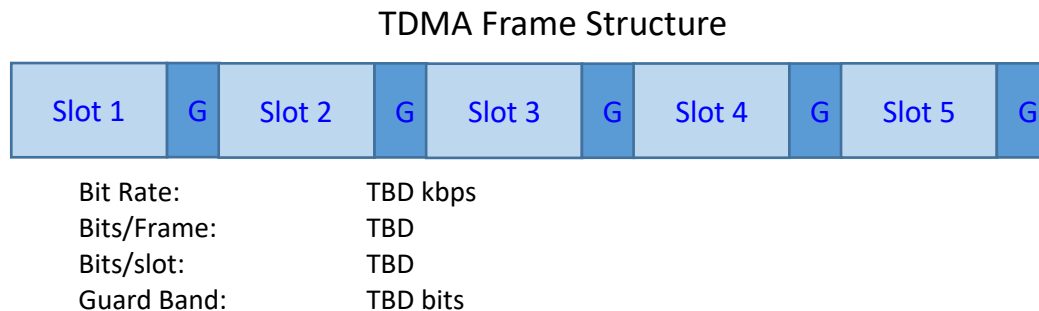 TDMA Frame Structure
Slot 1 G Slot 2 G Slot 3 G Slot 4 G Slot 5 G
Bit Rate: TBD kbps
Bits/Frame: TBD
Bits/slot: TBD
Guard Band: TBD bits